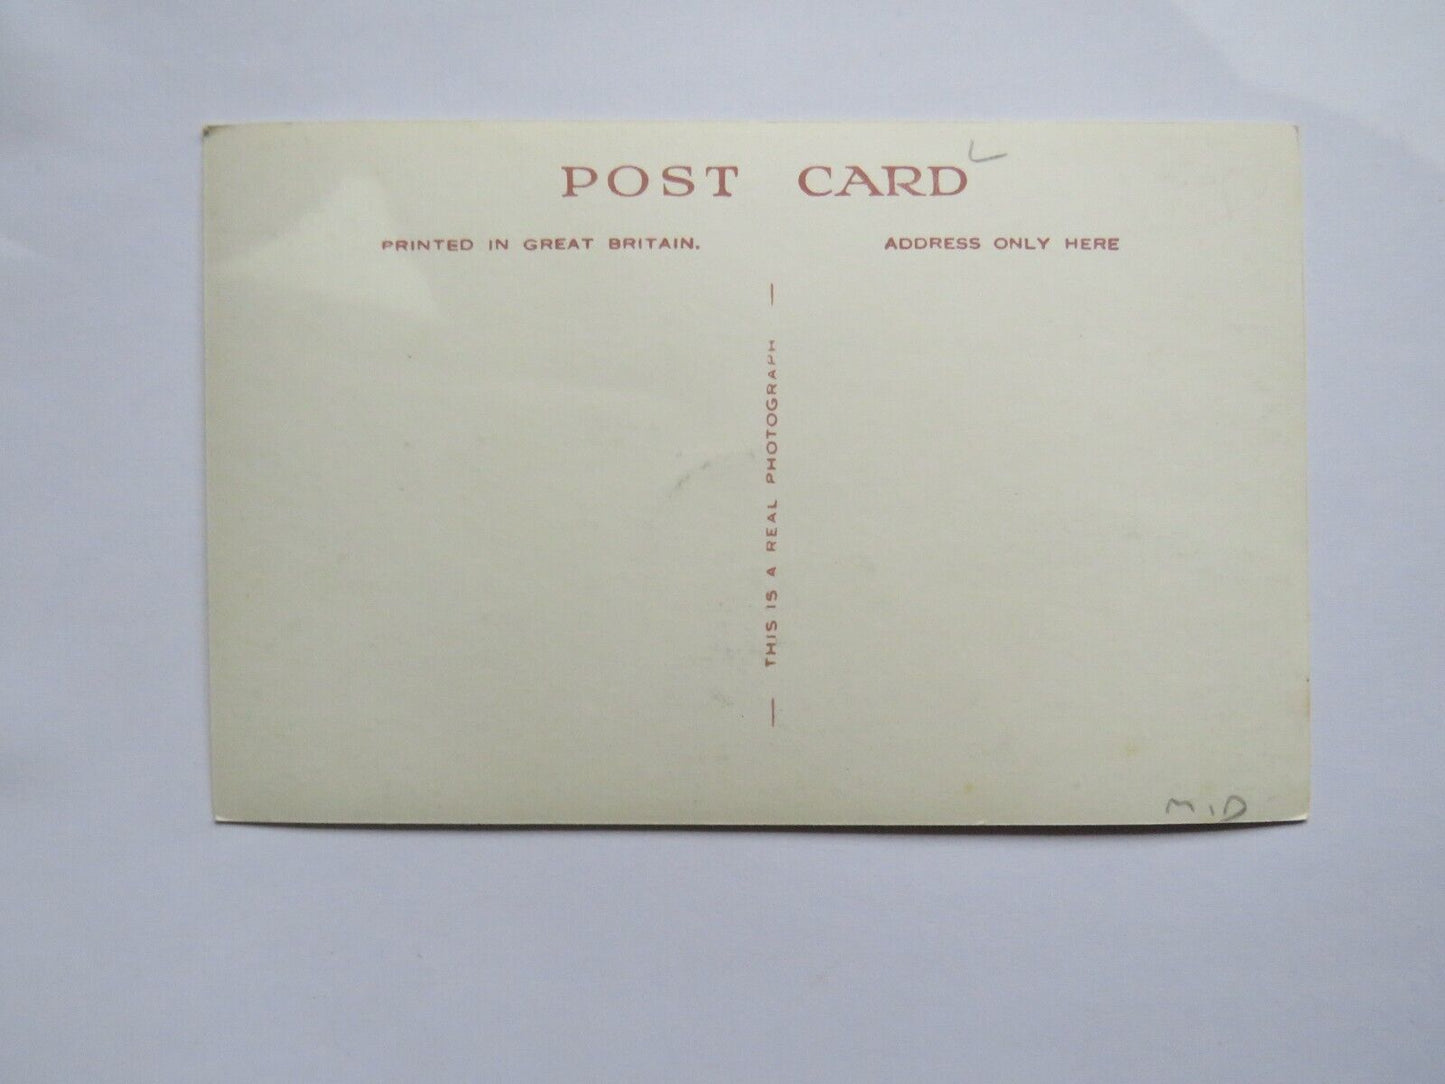 POST CARD
PRINTED IN GREAT BRITAIN.
ADDRESS ONLY HERE
— THIS IS A REAL PHOTOGRAPH —
M.D